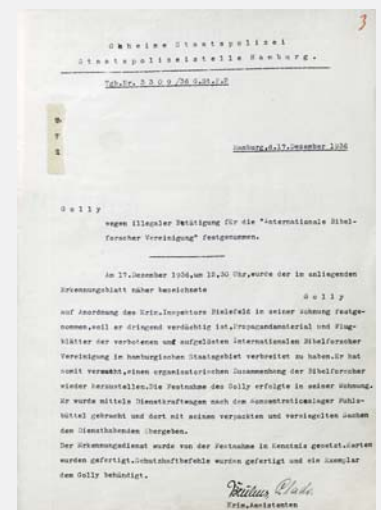 3
Geheime Staatspolizei
Staatspolizeistelle Hamburg.
Tgb.Nr. 3309/36 G.St.P.P
Hamburg,d.17.Dezember 1936
Golly
wegen illegaler Betätigung für die "Internationale Bibel-
forscher Vereinigung" festgenommen.
Am 17.Dezember 1936,um 12,30 Uhr,wurde der im anliegenden
Erkennungsblatt näher bezeichnete
Golly
auf Anordnung des Krim.Inspektors Bielefeld in seiner Wohnung festge-
nommen,weil er dringend verdächtig ist,Propagandamaterial und Flug-
blätter der verbotenen und aufgelösten Internationalen Bibelforscher
Vereinigung im hamburgischen Staatsgebiet verbreitet zu haben.Er hat
somit versucht,einen organisatorischen Zusammenhang der Bibelforscher
wieder herzustellen.Die Festnahme des Golly erfolgte in seiner Wohnung.
Er wurde mittels Dienstkraftwagen nach dem Konzentrationslager Fuhls-
büttel gebracht und dort mit seinen verpackten und versiegelten Sachen
dem Diensthabenden übergeben.
Der Erkennungsdienst wurde von der Festnahme in Kenntnis gesetzt.Karten
wurden gefertigt.Schutzhaftbefehle wurden gefertigt und ein Exemplar
dem Golly behändigt.
Krim.Assistenten